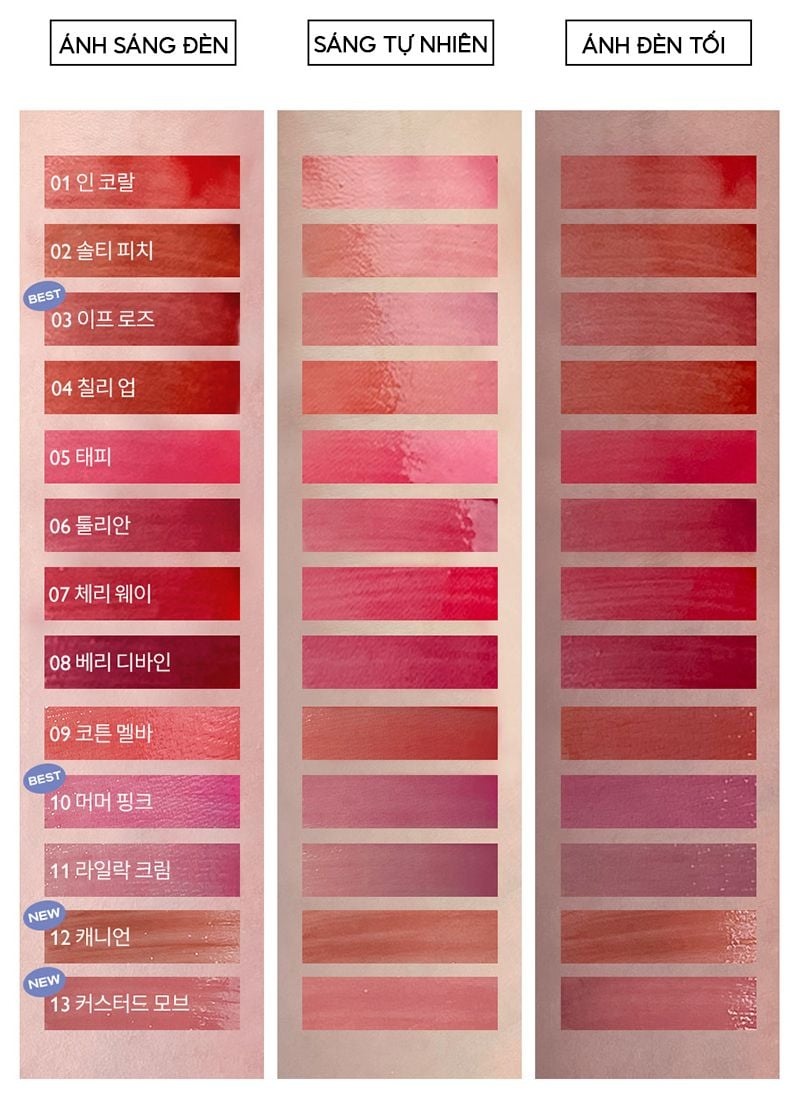 ÁNH SÁNG ĐÈN
SÁNG TỰ NHIÊN
ÁNH ĐÈN TỐI
01 인 코랄
02 솔티 피치
BEST
03 이프 로즈
04 칠리 업
05 태피
06 툴리안
07 체리 웨이
08 베리 디바인
09 코튼 멜바
BEST
10 머머 핑크
11 라일락 크림
NEW
12 캐니언
NEW
13 커스터드 모브